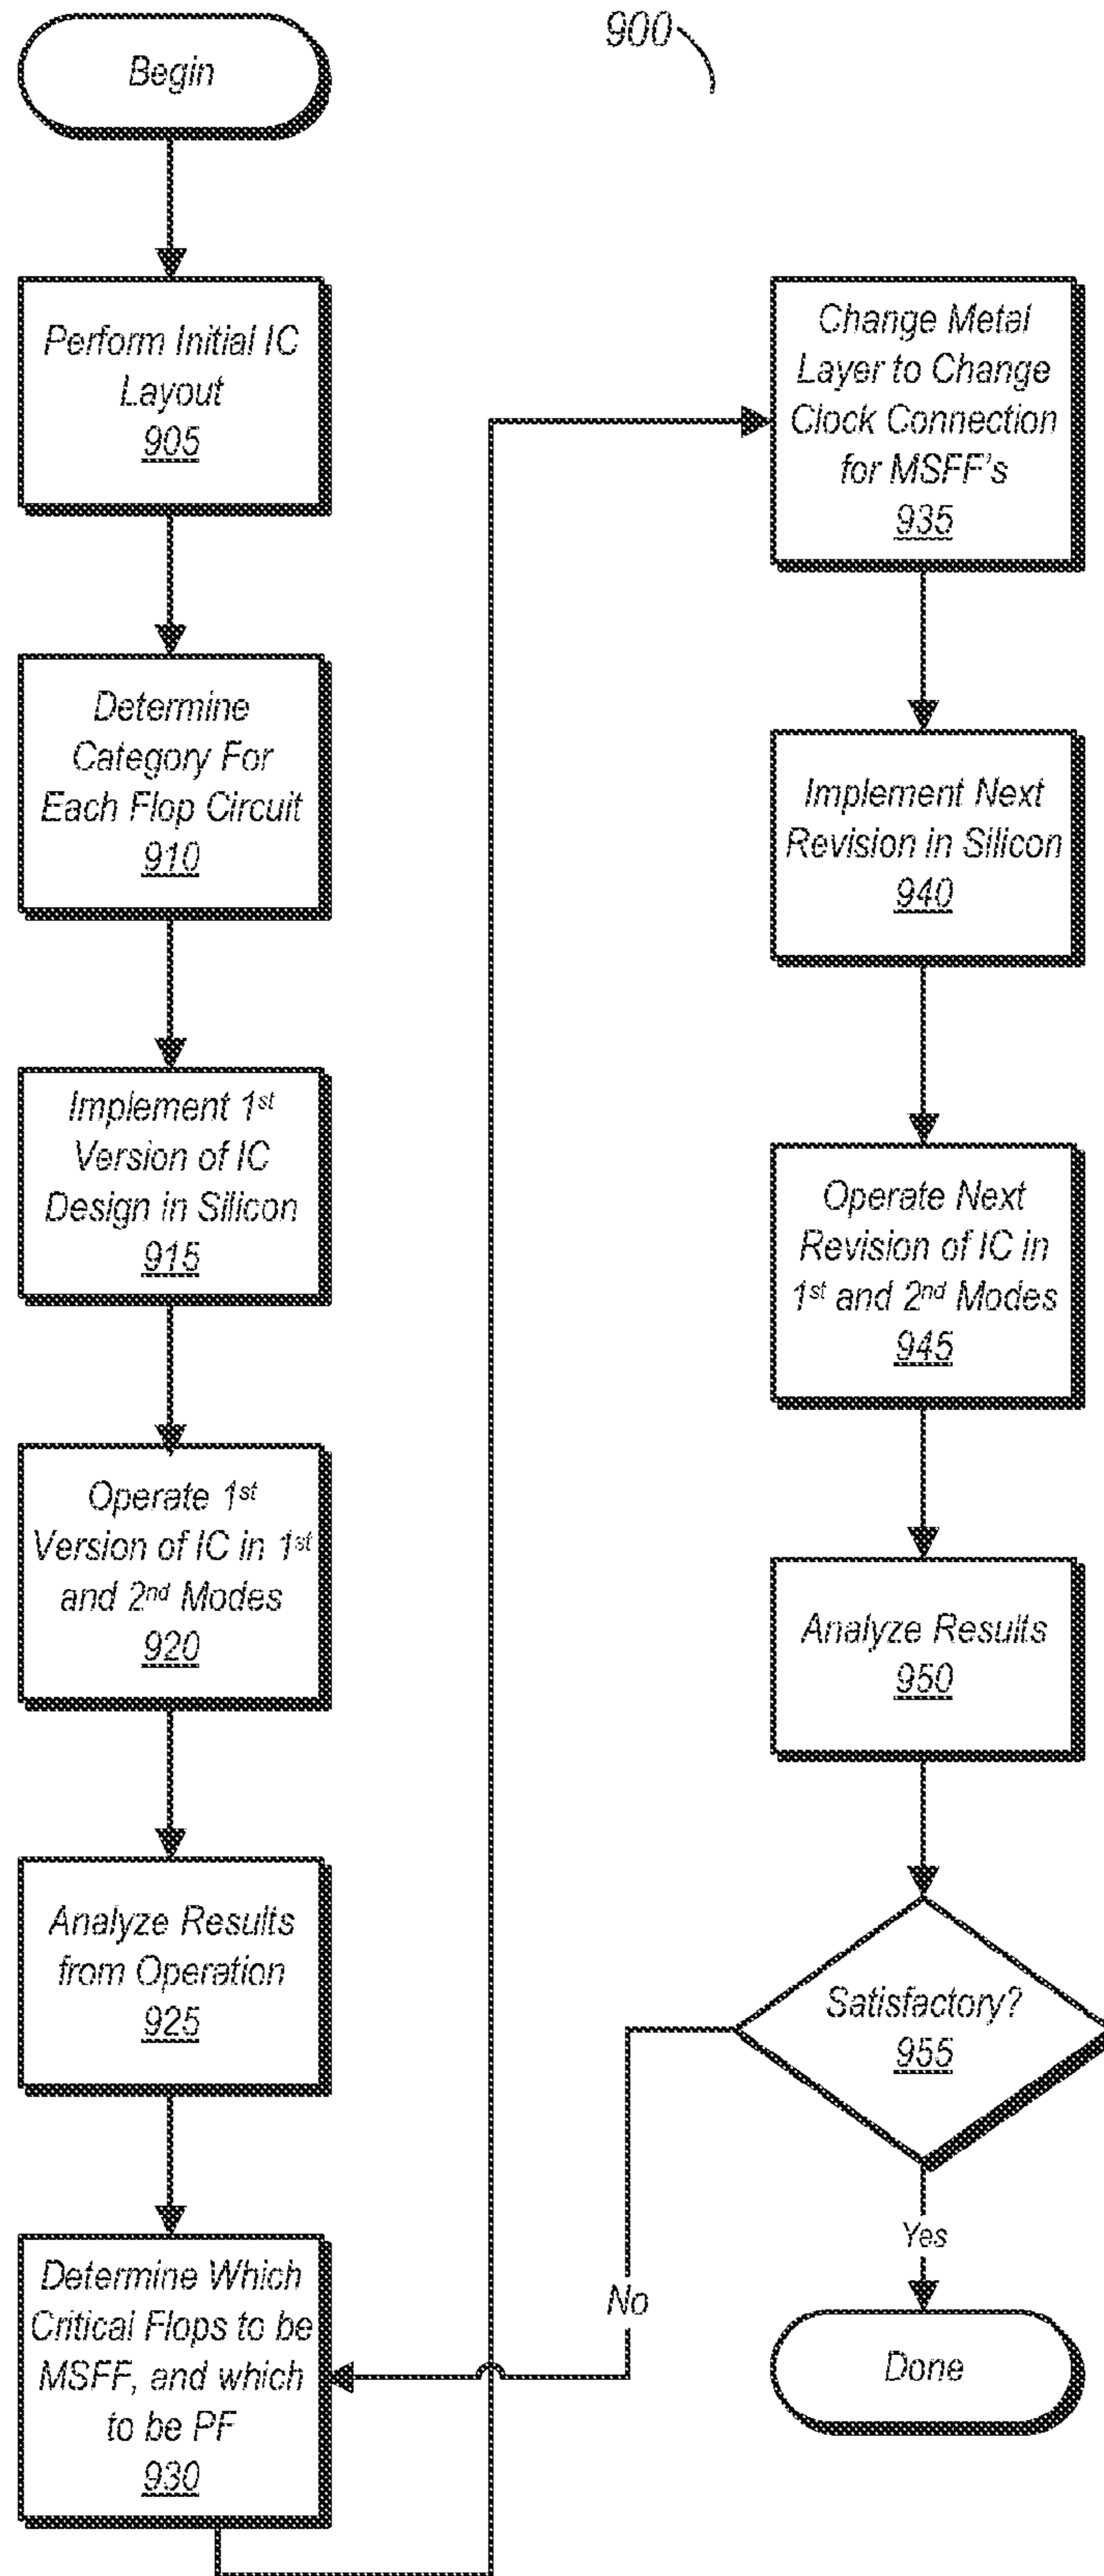 900
Begin
Perform Initial IC
Layout
905
Determine
Category For
Each Flop Circuit
910
Implement 1st
Version of IC
Design in Silicon
915
Operate 1st
Version of IC in 1st
and 2nd Modes
920
Analyze Results
from Operation
925
Determine Which
Critical Flops to be
MSFF, and which
to be PF
930
Change Metal
Layer to Change
Clock Connection
for MSFF's
935
Implement Next
Revision in Silicon
940
Operate Next
Revision of IC in
1st and 2nd Modes
945
Analyze Results
950
Satisfactory?
955
No
Yes
Done